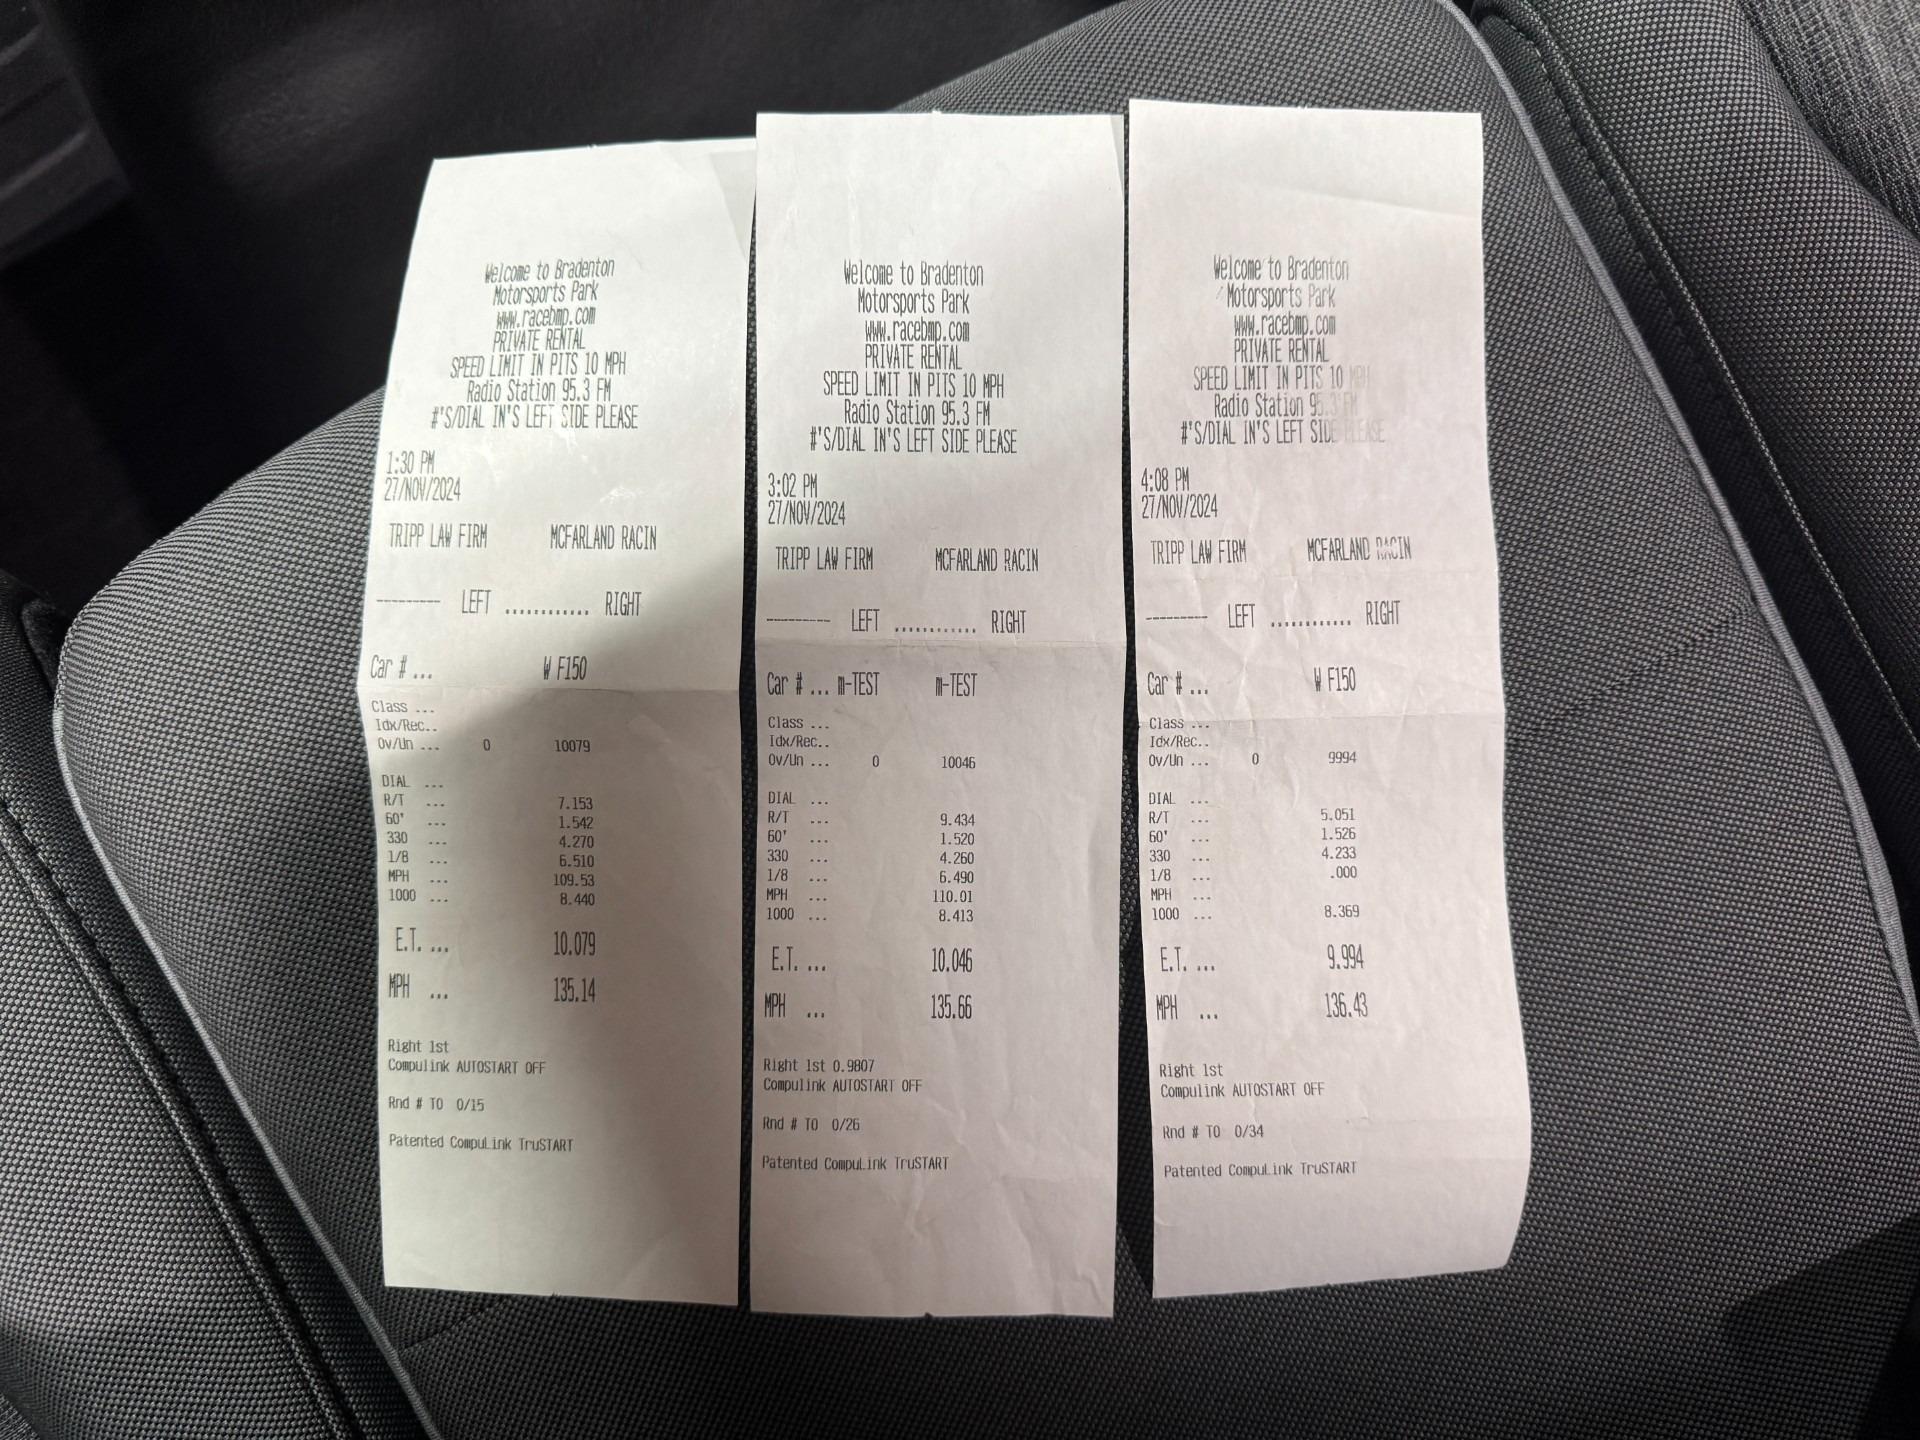 Welcome to Bradenton
Motorsports Park
www.racebmp.com
PRIVATE RENTAL
SPEED LIMIT IN PITS 10 MPH
Radio Station 95.3 FM
#'S/DIAL IN'S LEFT SIDE PLEASE
1:30 PM
27/NOV/2024
TRIPP LAW FIRM MCFARLAND RACIN
--------- LEFT ............ RIGHT
Car # ... W F150
Class ...
Idx/Rec..
Ov/Un ... 0 10079
DIAL ...
R/T ... 7.153
60' ... 1.542
330 ... 4.270
1/8 ... 6.510
MPH ... 109.53
1000 ... 8.440
E.T. ... 10.079
MPH ... 135.14
Right 1st
Compulink AUTOSTART OFF
Rnd # TO 0/15
Patented CompuLink TruSTART
Welcome to Bradenton
Motorsports Park
www.racebmp.com
PRIVATE RENTAL
SPEED LIMIT IN PITS 10 MPH
Radio Station 95.3 FM
#'S/DIAL IN'S LEFT SIDE PLEASE
3:02 PM
27/NOV/2024
TRIPP LAW FIRM MCFARLAND RACIN
--------- LEFT ............ RIGHT
Car # ... m-TEST m-TEST
Class ...
Idx/Rec..
Ov/Un ... 0 10046
DIAL ...
R/T ... 9.434
60' ... 1.520
330 ... 4.260
1/8 ... 6.490
MPH ... 110.01
1000 ... 8.413
E.T. ... 10.046
MPH ... 135.66
Right 1st 0.9807
Compulink AUTOSTART OFF
Rnd # TO 0/26
Patented CompuLink TruSTART
Welcome to Bradenton
Motorsports Park
www.racebmp.com
PRIVATE RENTAL
SPEED LIMIT IN PITS 10 MPH
Radio Station 95.3 FM
#'S/DIAL IN'S LEFT SIDE PLEASE
4:08 PM
27/NOV/2024
TRIPP LAW FIRM MCFARLAND RACIN
--------- LEFT ............ RIGHT
Car # ... W F150
Class ...
Idx/Rec..
Ov/Un ... 0 9994
DIAL ...
R/T ... 5.051
60' ... 1.526
330 ... 4.233
1/8 ... .000
MPH ...
1000 ... 8.369
E.T. ... 9.994
MPH ... 136.43
Right 1st
Compulink AUTOSTART OFF
Rnd # TO 0/34
Patented CompuLink TruSTART